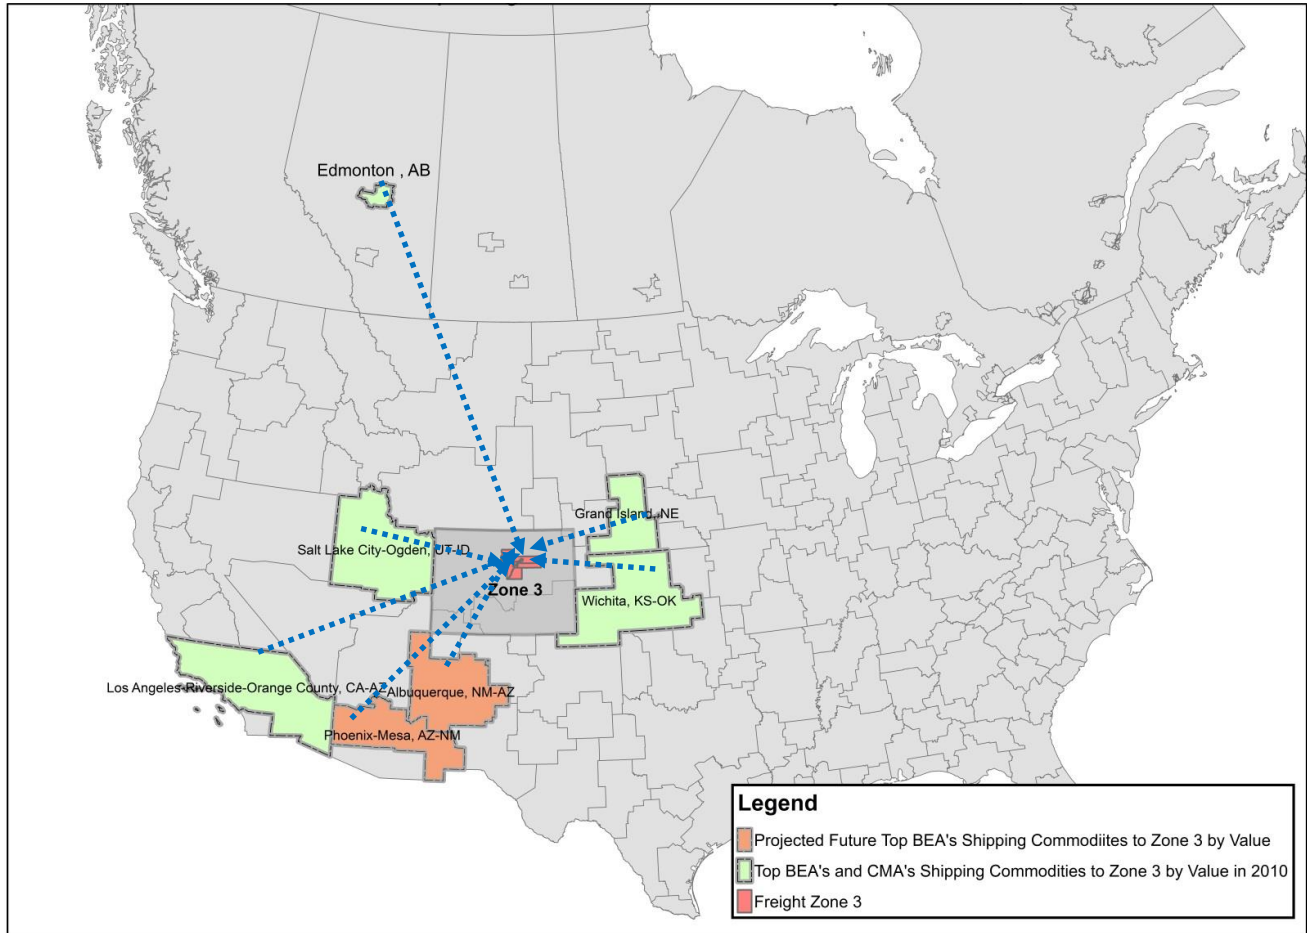 Edmonton , AB
Grand Island, NE
Salt Lake City-Ogden, UT-ID
Zone 3
Wichita, KS-OK
Los Angeles-Riverside-Orange County, CA-AZ
Albuquerque, NM-AZ
Phoenix-Mesa, AZ-NM
Legend
Projected Future Top BEA's Shipping Commodiites to Zone 3 by Value
Top BEA's and CMA's Shipping Commodities to Zone 3 by Value in 2010
Freight Zone 3